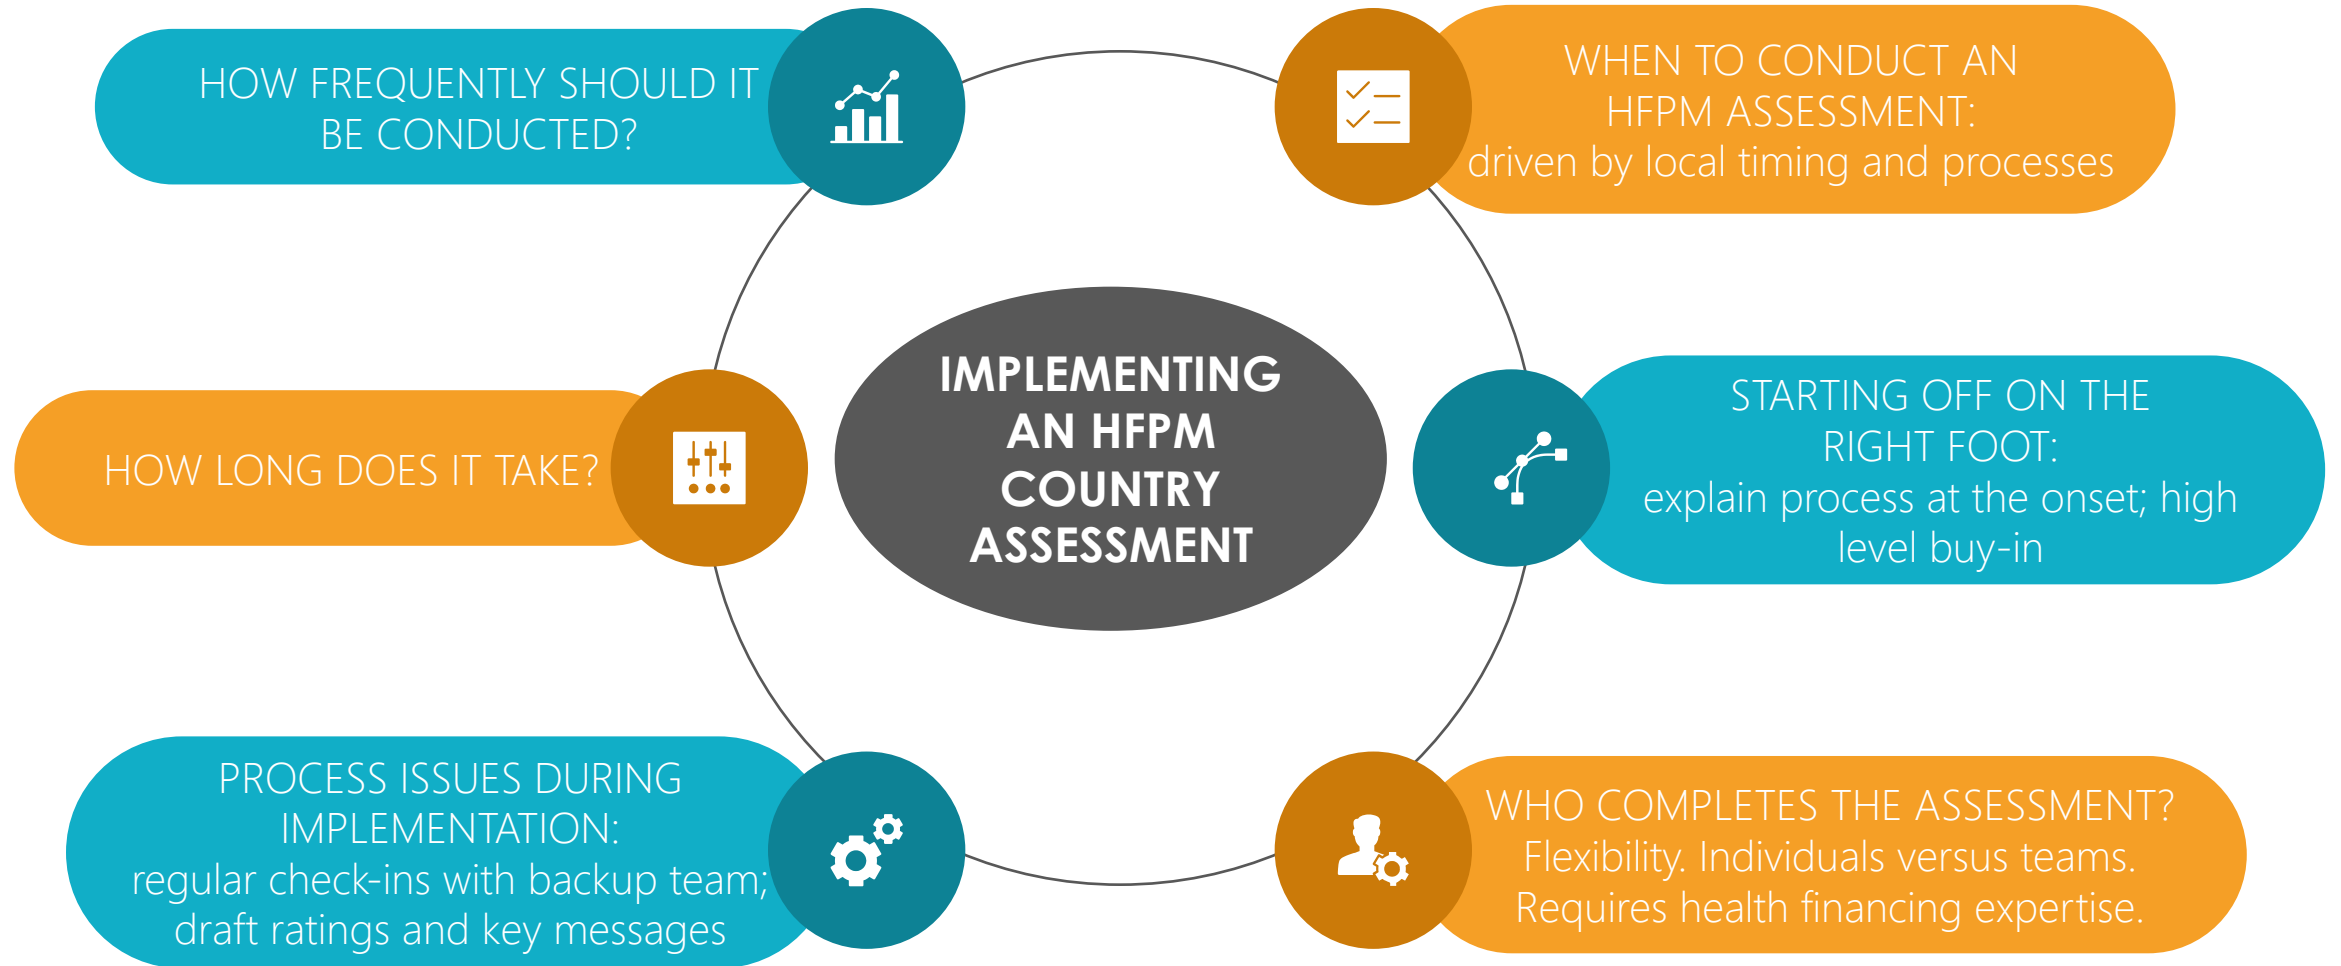 HOW FREQUENTLY SHOULD IT
BE CONDUCTED?
WHEN TO CONDUCT AN
HFPM ASSESSMENT:
driven by local timing and processes
IMPLEMENTING
AN HFPM
COUNTRY
ASSESSMENT
HOW LONG DOES IT TAKE?
STARTING OFF ON THE
RIGHT FOOT:
explain process at the onset; high
level buy-in
PROCESS ISSUES DURING
IMPLEMENTATION:
regular check-ins with backup team;
draft ratings and key messages
WHO COMPLETES THE ASSESSMENT?
Flexibility. Individuals versus teams.
Requires health financing expertise.